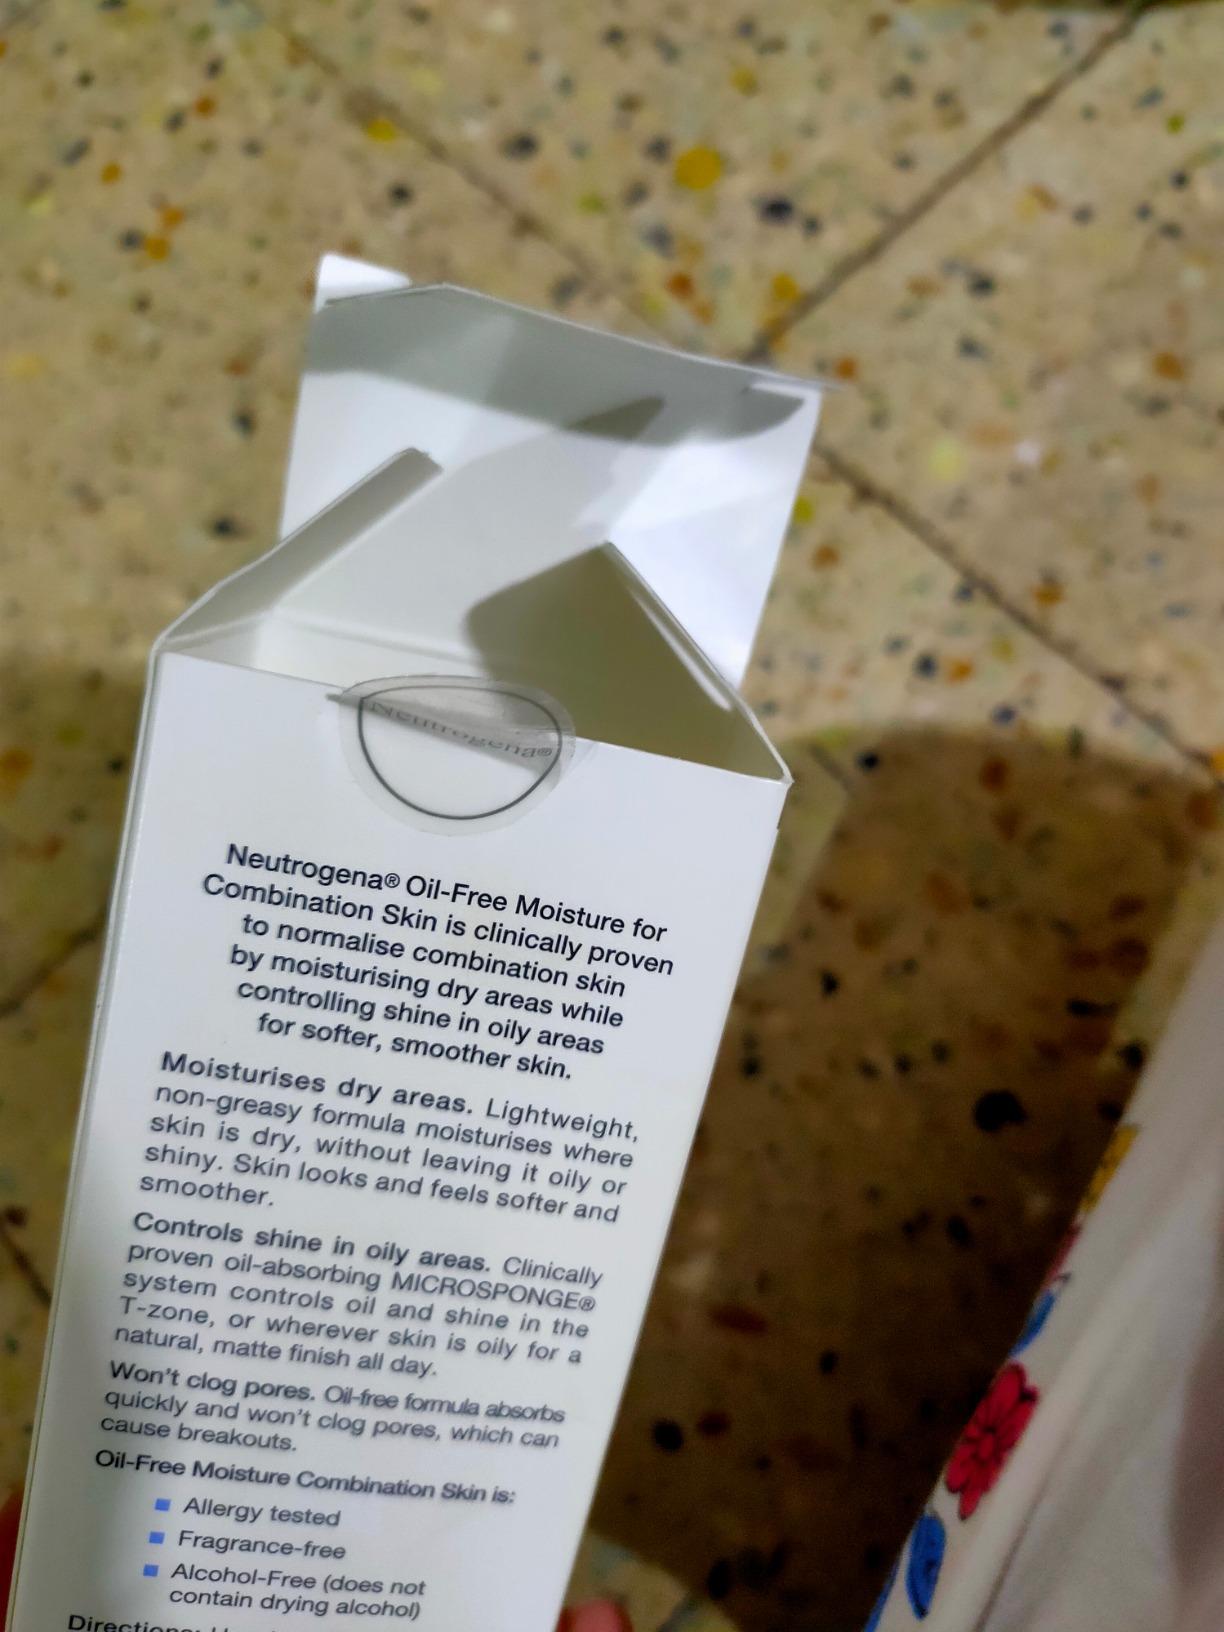 Neutrogena®
Neutrogena® Oil-Free Moisture for
Combination Skin is clinically proven
to normalise combination skin
by moisturising dry areas while
controlling shine in oily areas
for softer, smoother skin.
Moisturises dry areas. Lightweight,
non-greasy formula moisturises where
skin is dry, without leaving it oily or
shiny. Skin looks and feels softer and
smoother.
Controls shine in oily areas. Clinically
proven oil-absorbing MICROSPONGE®
system controls oil and shine in the
T-zone, or wherever skin is oily for a
natural, matte finish all day.
Won't clog pores. Oil-free formula absorbs
quickly and won't clog pores, which can
cause breakouts.
Oil-Free Moisture Combination Skin is:
Allergy tested
Fragrance-free
Alcohol-Free (does not
contain drying alcohol)
Directions: